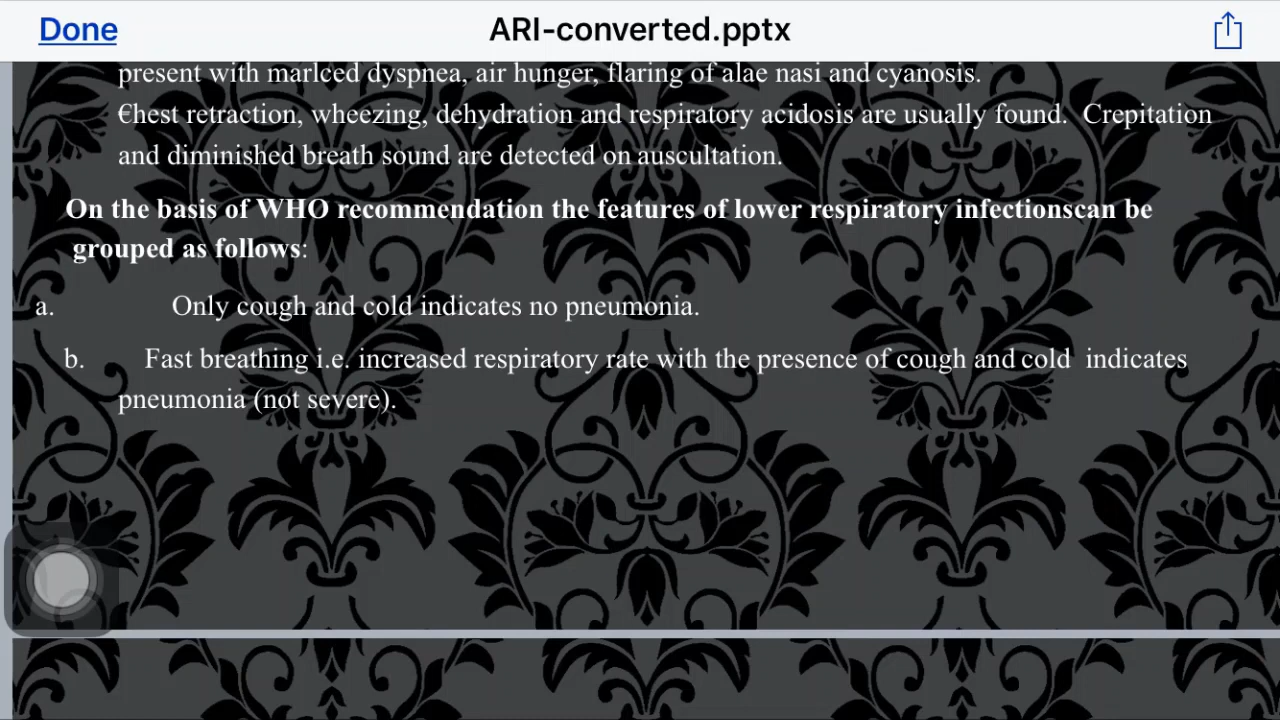 Done
ARI-converted.pptx
present with marlced dyspnea, air hunger, flaring of alae nasi and cyanosis.
Chest retraction, wheezing, dehydration and respiratory acidosis are usually found. Crepitation
and diminished breath sound are detected on auscultation.
On the basis of WHO recommendation the features of lower respiratory infectionscan be
grouped as follows:
a. Only cough and cold indicates no pneumonia.
b. Fast breathing i.e. increased respiratory rate with the presence of cough and cold indicates
pneumonia (not severe).